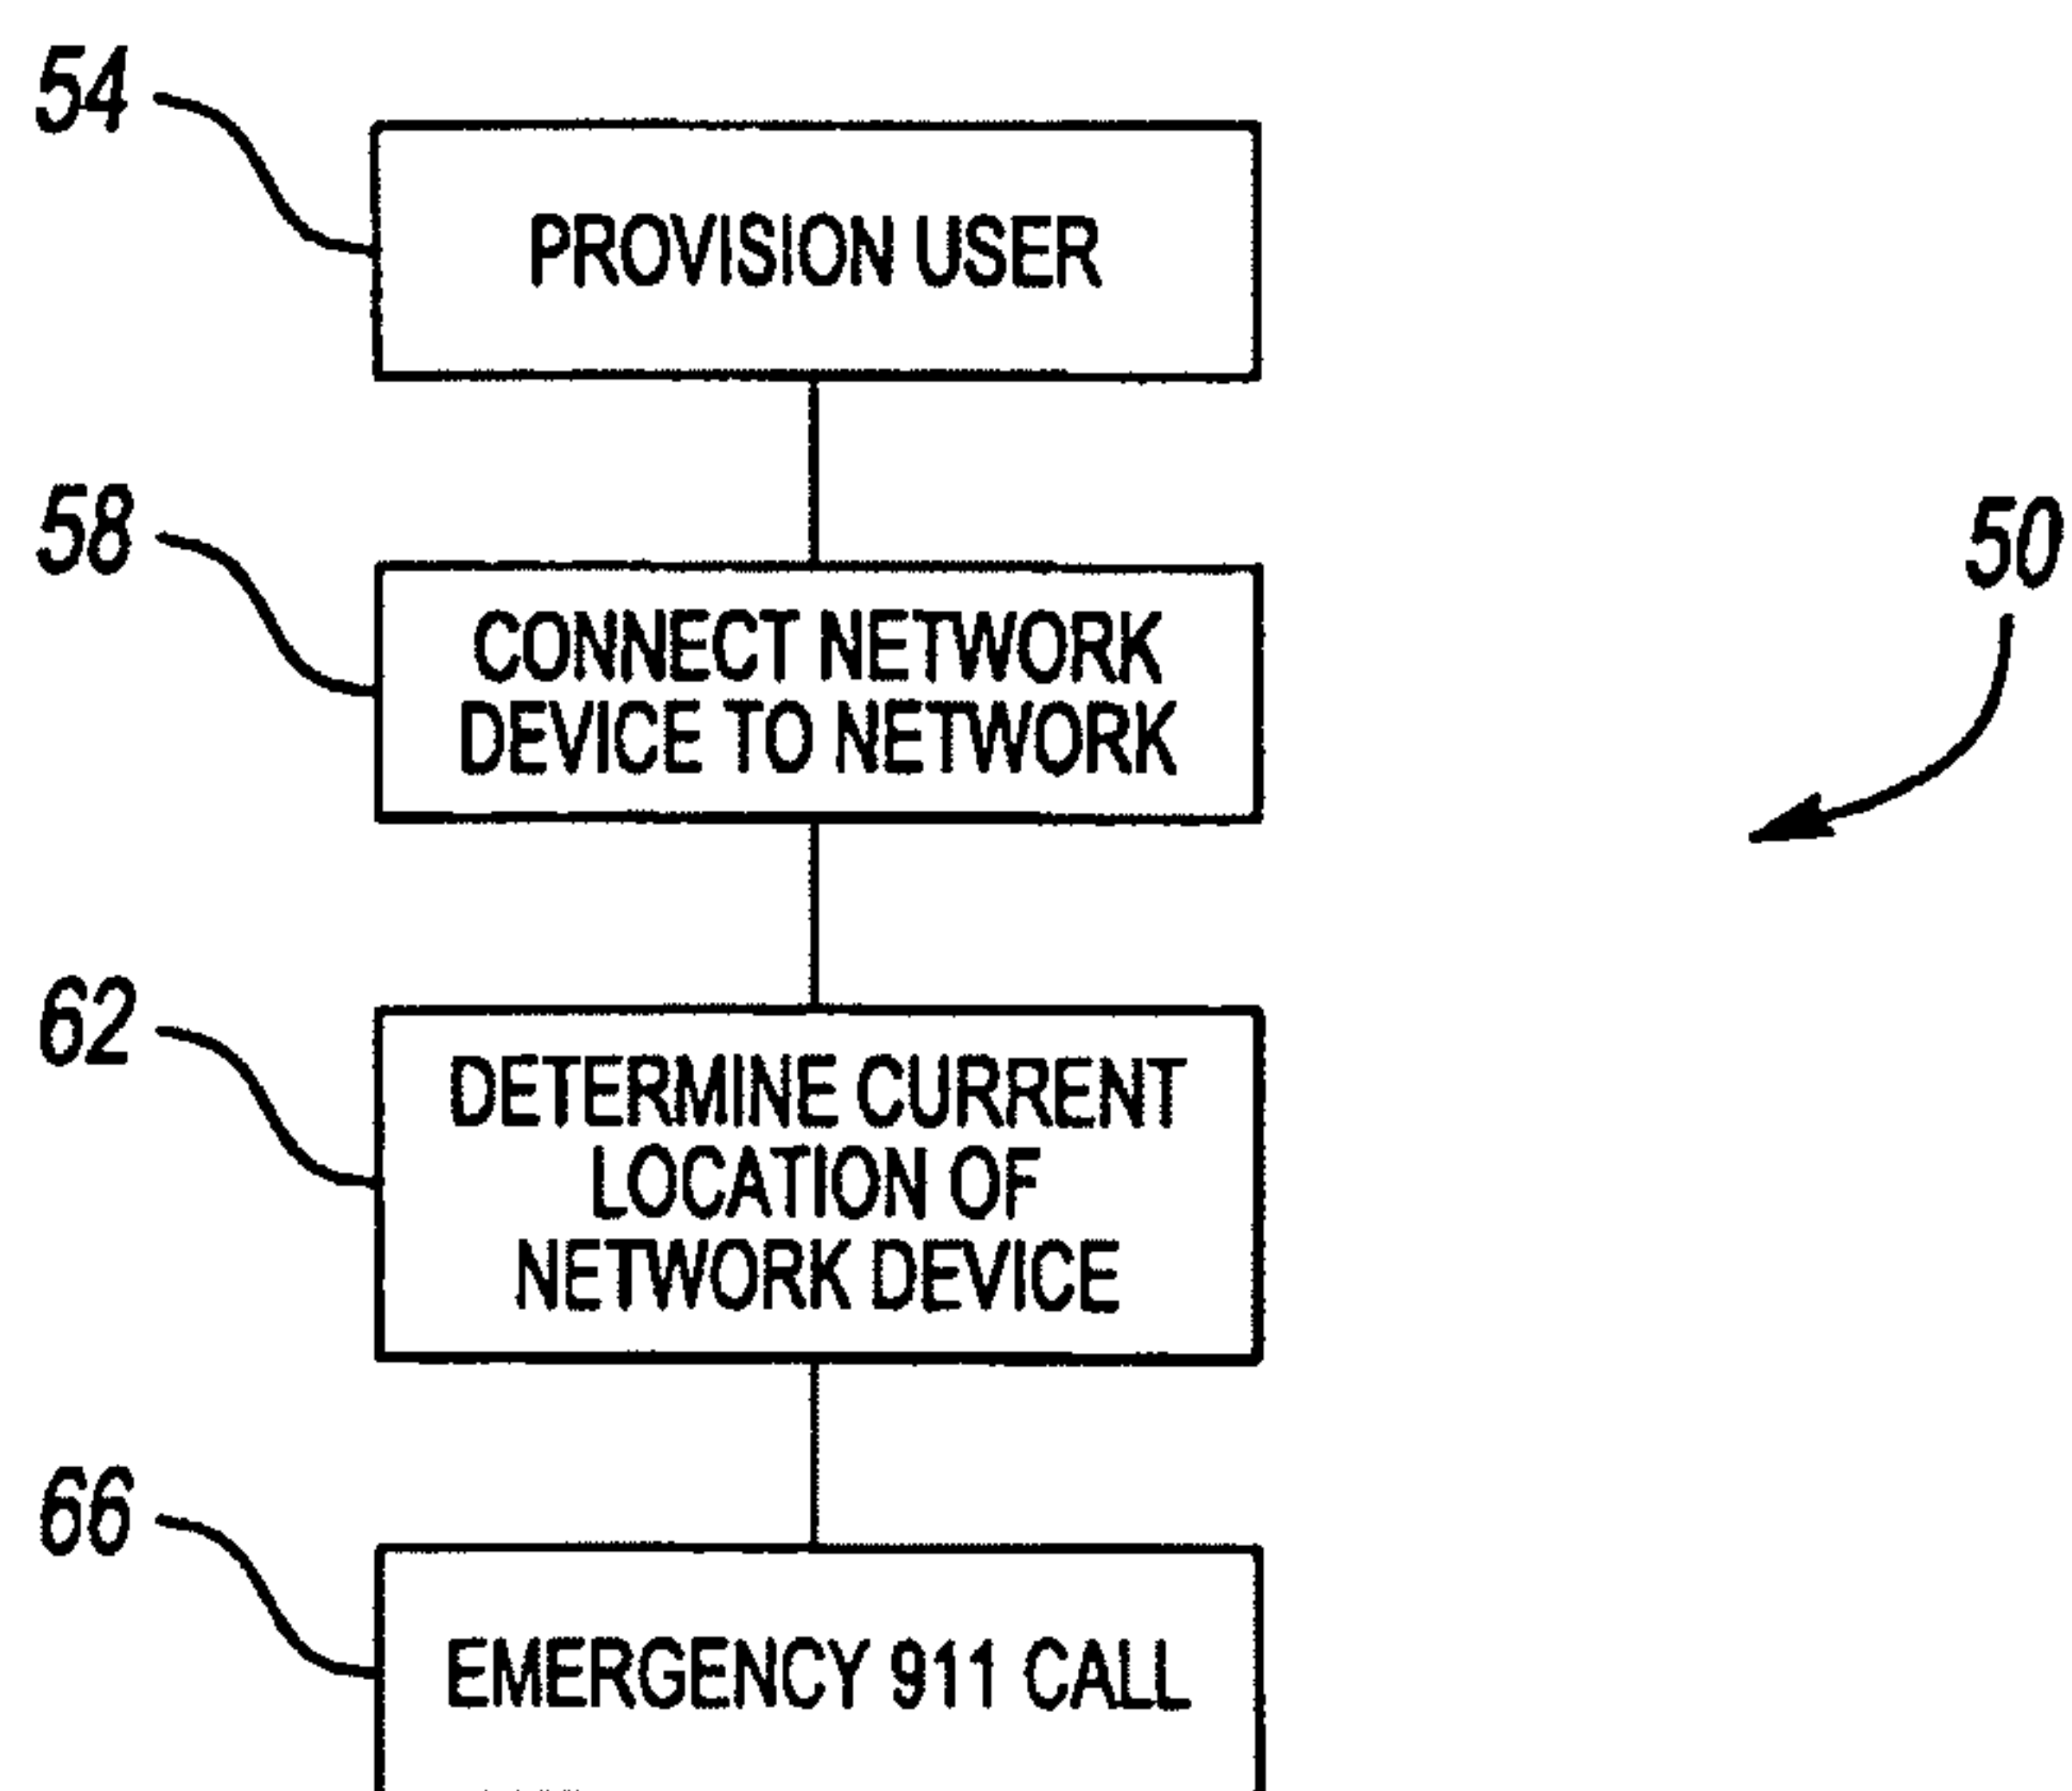 54
PROVISION USER
58
CONNECT NETWORK
DEVICE TO NETWORK
50
62
DETERMINE CURRENT
LOCATION OF
NETWORK DEVICE
66
EMERGENCY 911 CALL